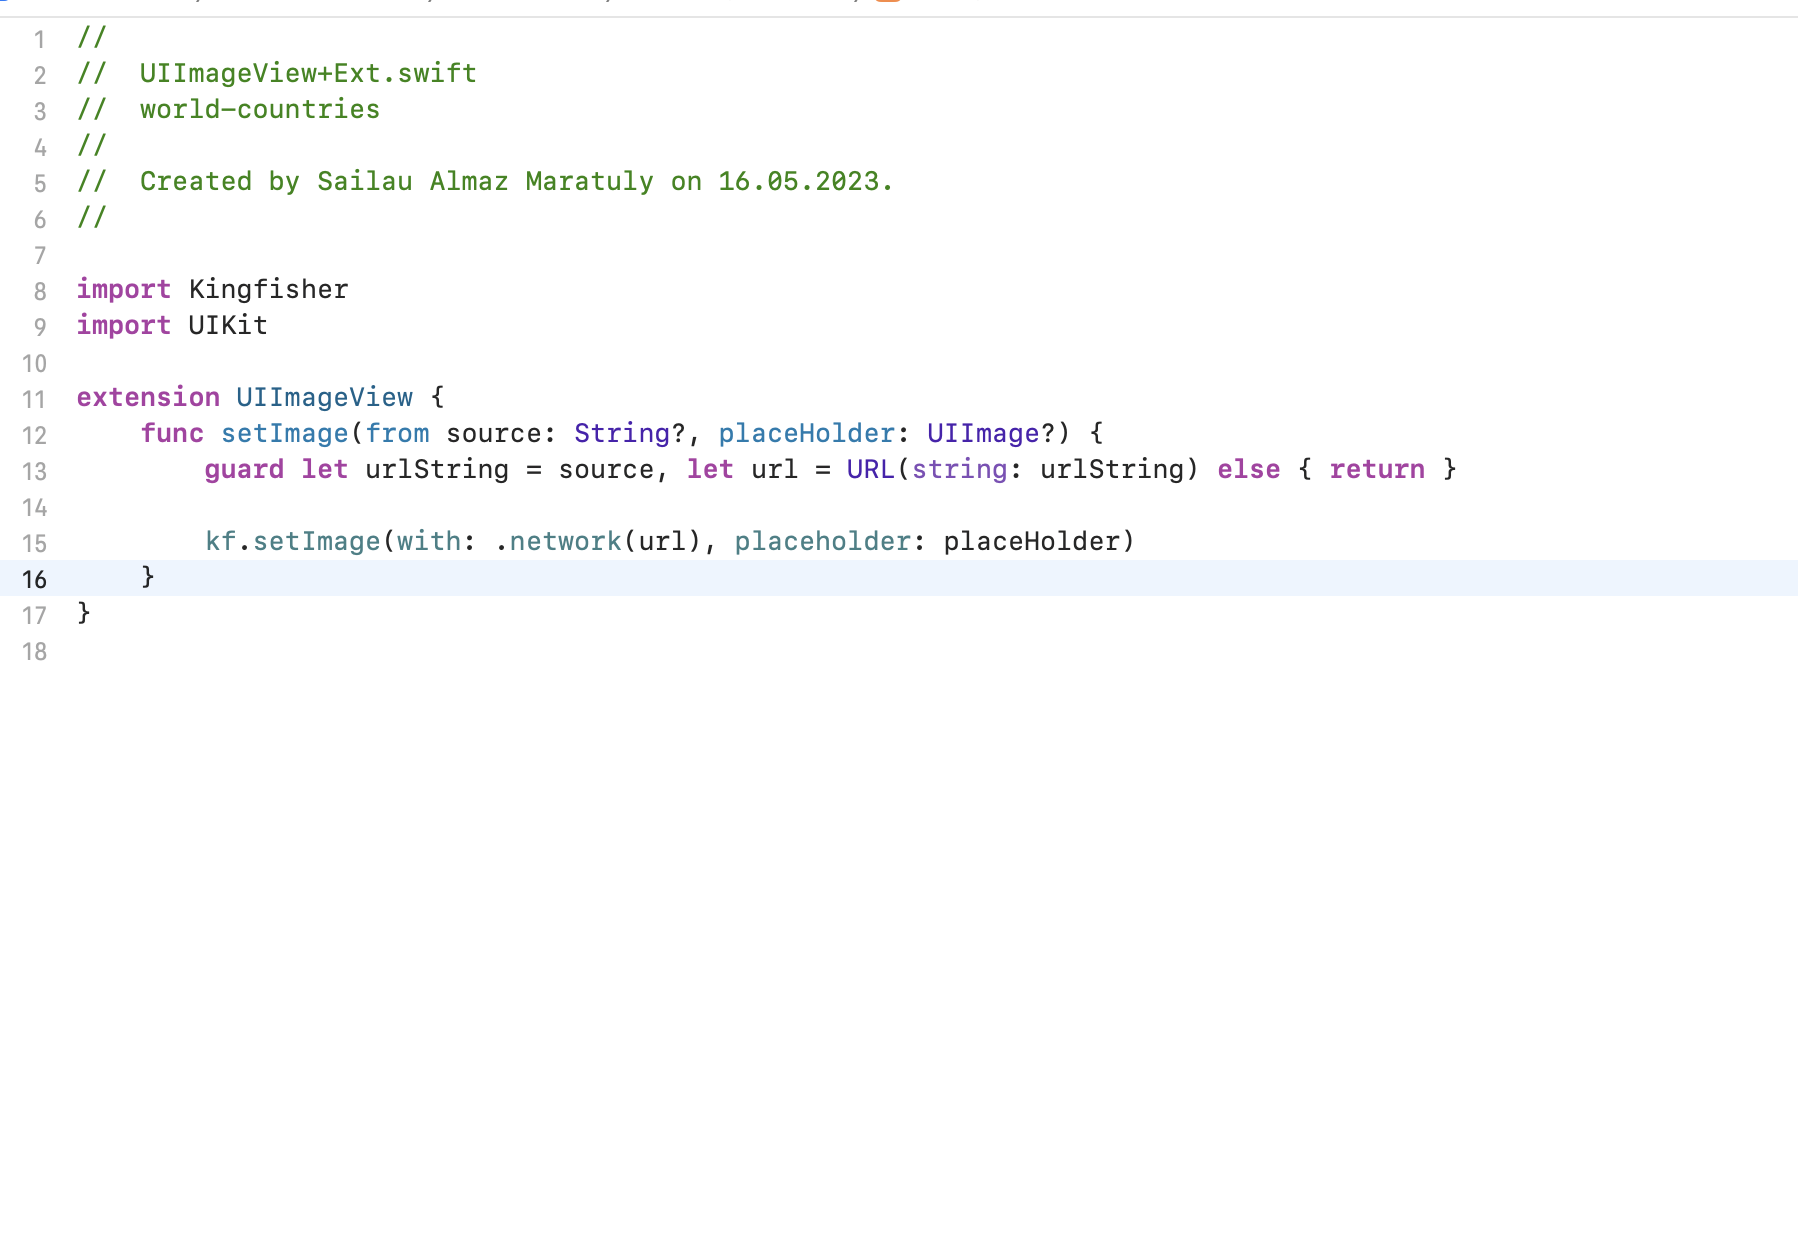 1 //
2 //  UIImageView+Ext.swift
3 //  world-countries
4 //
5 //  Created by Sailau Almaz Maratuly on 16.05.2023.
6 //
7
8 import Kingfisher
9 import UIKit
10
11 extension UIImageView {
12     func setImage(from source: String?, placeHolder: UIImage?) {
13         guard let urlString = source, let url = URL(string: urlString) else { return }
14
15         kf.setImage(with: .network(url), placeholder: placeHolder)
16     }
17 }
18